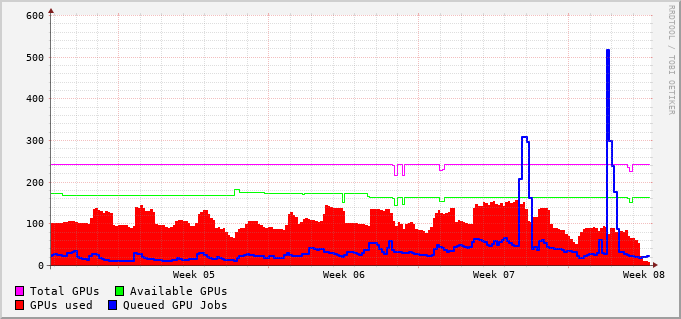 600
500
400
300
200
100
0
Week 05 Week 06 Week 07 Week 08
Total GPUs Available GPUs
GPUs used Queued GPU Jobs
RRDTOOL / TOBI OETIKER